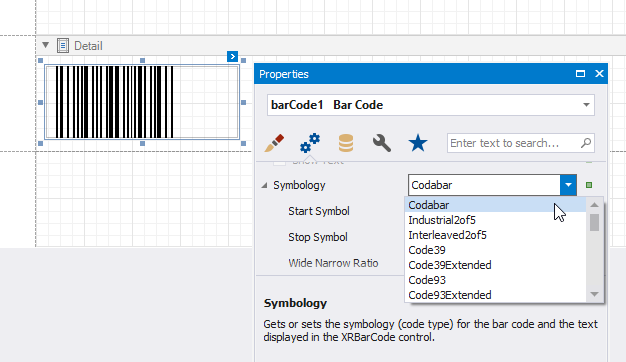 Detail
Properties
barCode1 Bar Code
Enter text to search...
Show Text
Symbology
Codabar
Start Symbol
Stop Symbol
Wide Narrow Ratio
Codabar
Industrial2of5
Interleaved2of5
Code39
Code39Extended
Code93
Code93Extended
Symbology
Gets or sets the symbology (code type) for the bar code and the text
displayed in the XRBarCode control.